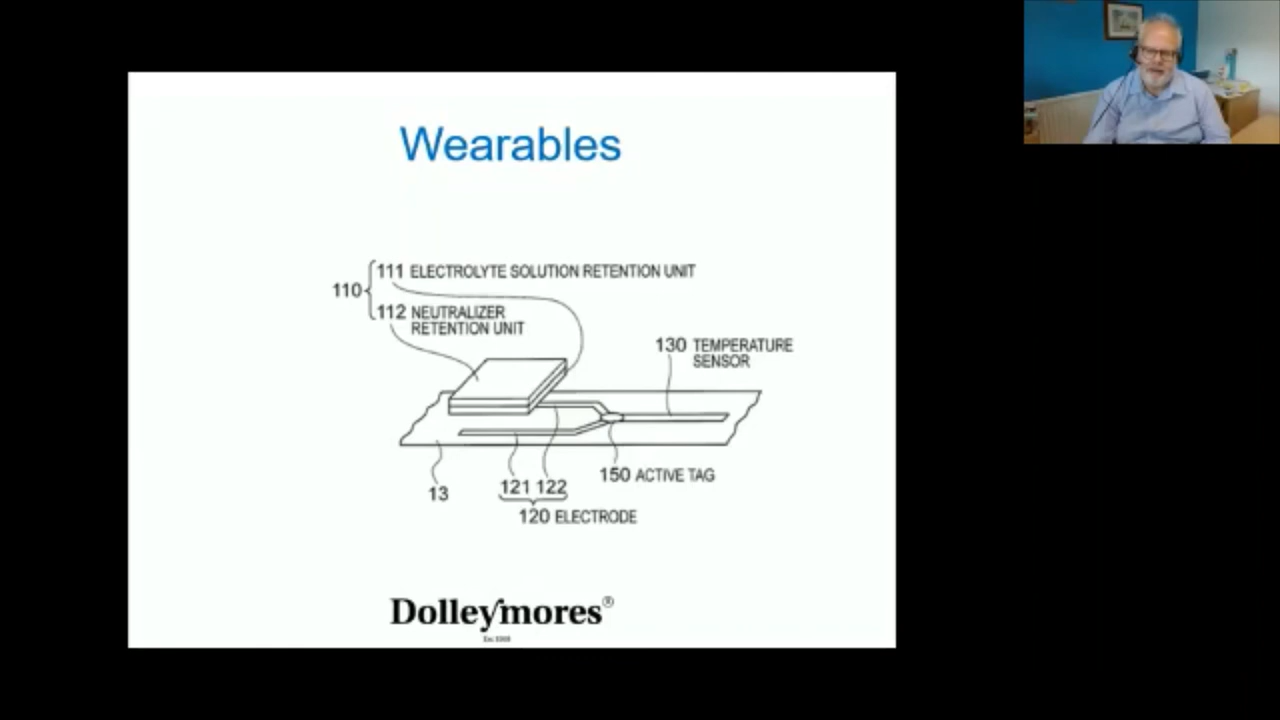 Wearables
111 ELECTROLYTE SOLUTION RETENTION UNIT
110
112 NEUTRALIZER
RETENTION UNIT
130 TEMPERATURE
SENSOR
150 ACTIVE TAG
13
121 122
120 ELECTRODE
Dolleymores®